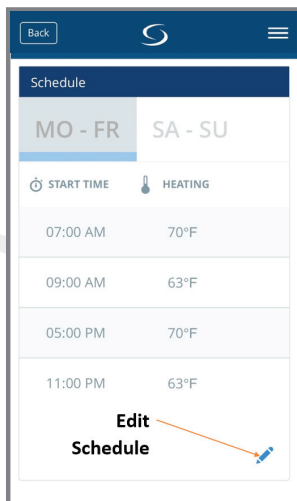 Back
Schedule
MO - FR SA - SU
START TIME HEATING
07:00 AM 70°F
09:00 AM 63°F
05:00 PM 70°F
11:00 PM 63°F
Edit
Schedule